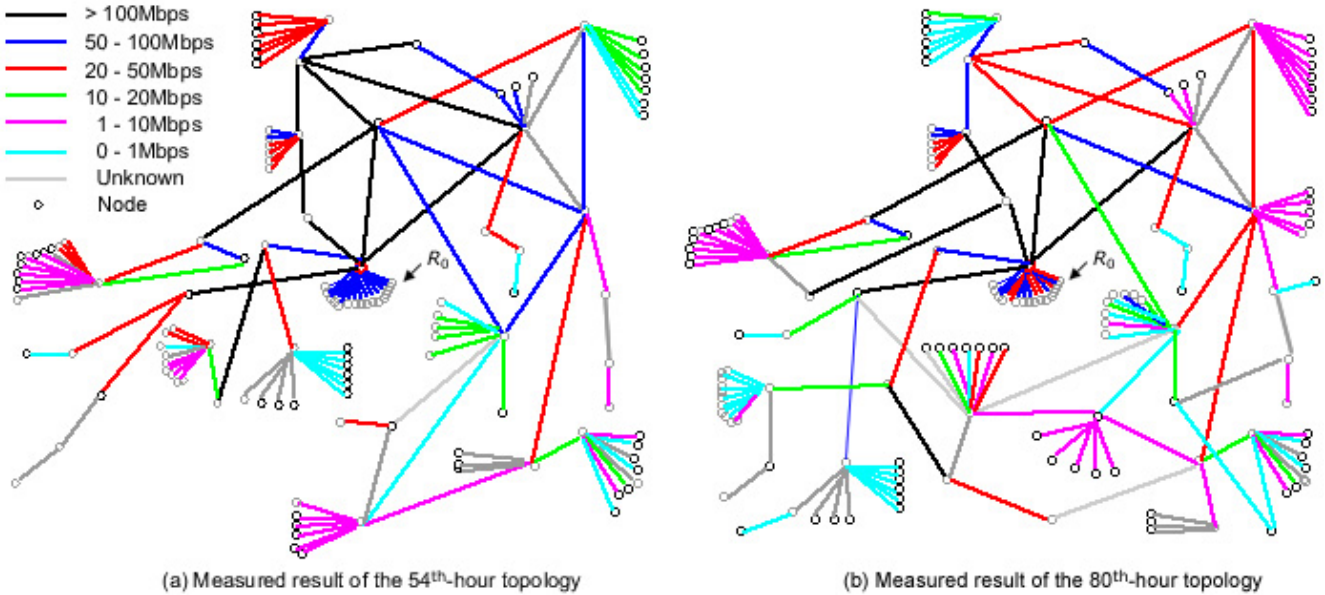 > 100Mbps
50 - 100Mbps
20 - 50Mbps
10 - 20Mbps
1 - 10Mbps
0 - 1Mbps
Unknown
Node
R₀
R₀
(a) Measured result of the 54ᵗʰ-hour topology
(b) Measured result of the 80ᵗʰ-hour topology